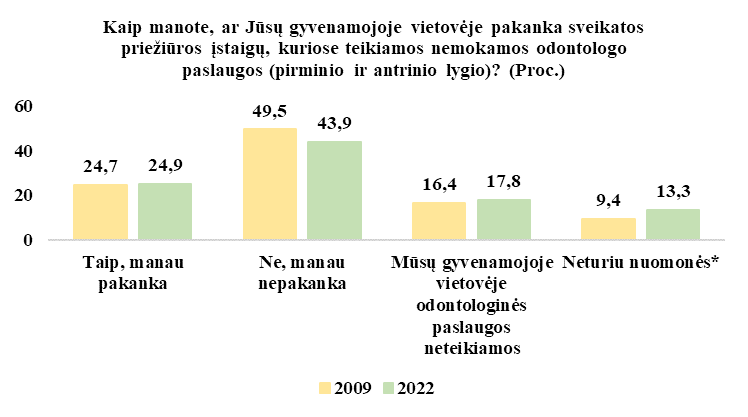 Kaip manote, ar Jūsų gyvenamojoje vietovėje pakanka sveikatos
priežiūros įstaigų, kuriose teikiamos nemokamos odontologo
paslaugos (pirminio ir antrinio lygio)? (Proc.)
60
40
20
0
24,7
24,9
49,5
43,9
16,4
17,8
9,4
13,3
Taip, manau
pakanka
Ne, manau
nepakanka
Mūsų gyvenamojoje
vietovėje
odontologinės
paslaugos
neteikiamos
Neturiu nuomonės*
2009
2022